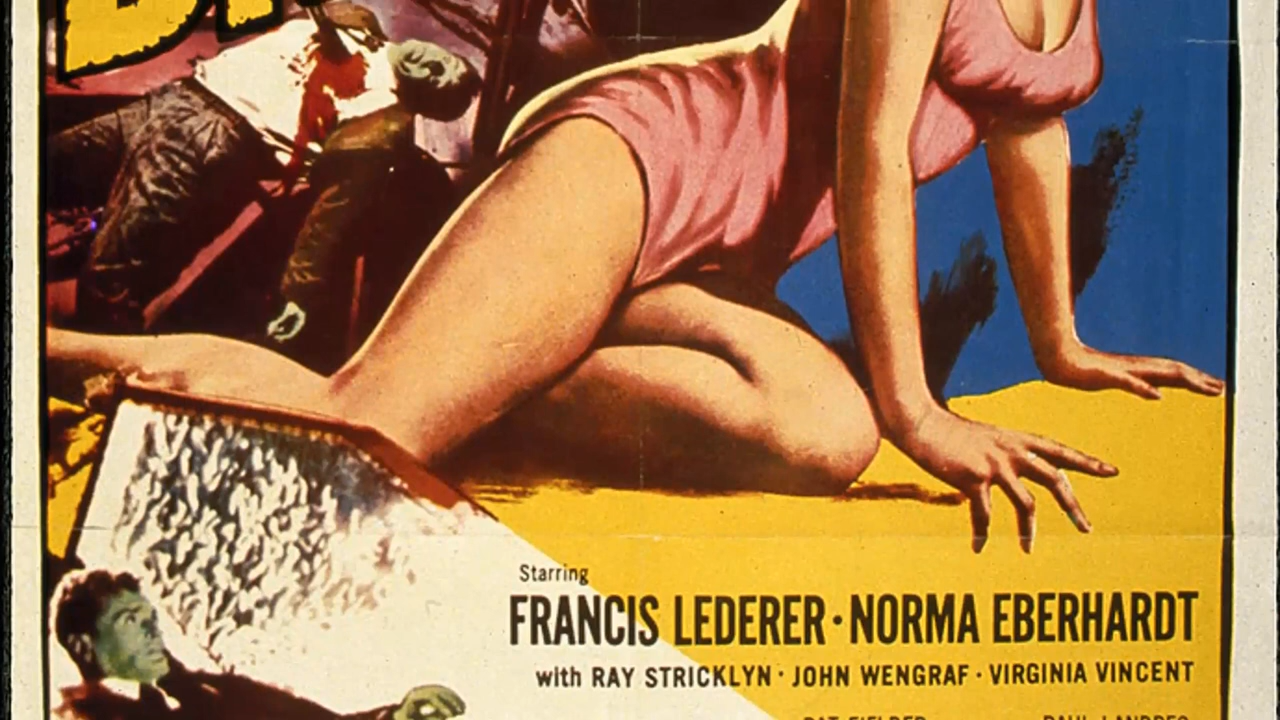 Starring
FRANCIS LEDERER · NORMA EBERHARDT
with RAY STRICKLYN · JOHN WENGRAF · VIRGINIA VINCENT